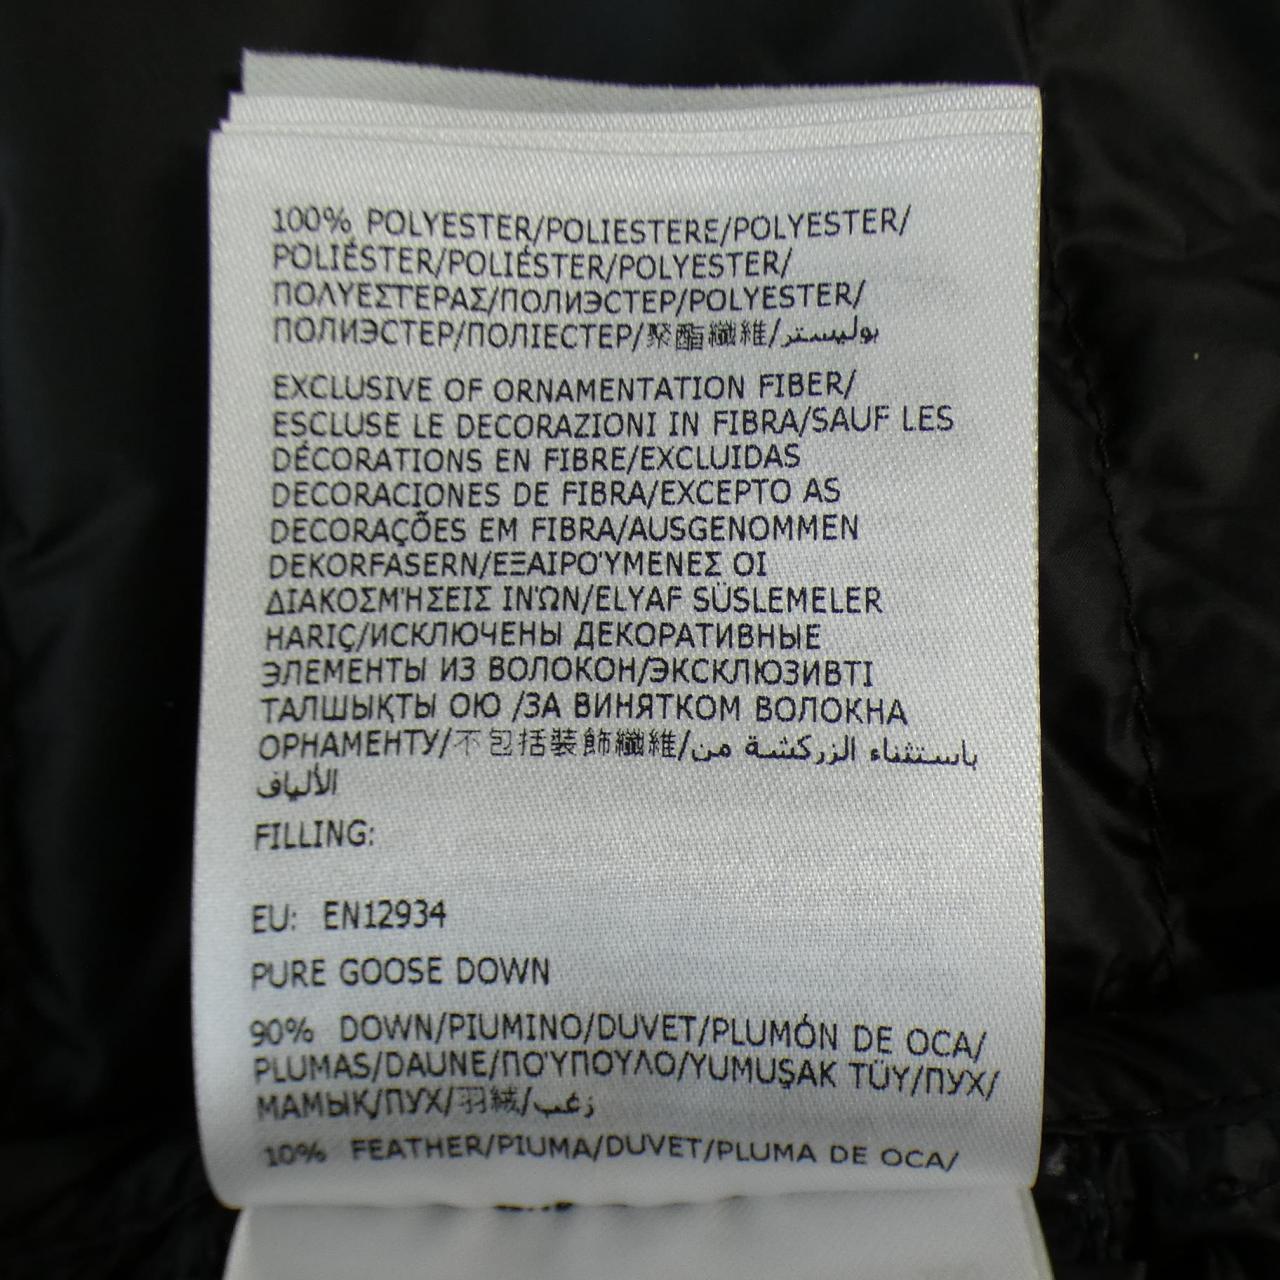 100% POLYESTER/POLIESTERE/POLYESTER/
POLIÉSTER/POLIÉSTER/POLYESTER/
ΠΟΛΥΕΣΤΕΡΑΣ/ПОЛИЭСТЕР/POLYESTER/
ПОЛИЭСТЕР/ПОЛІЕСТЕР/聚酯纖維/بوليستر
EXCLUSIVE OF ORNAMENTATION FIBER/
ESCLUSE LE DECORAZIONI IN FIBRA/SAUF LES
DÉCORATIONS EN FIBRE/EXCLUIDAS
DECORACIONES DE FIBRA/EXCEPTO AS
DECORAÇÕES EM FIBRA/AUSGENOMMEN
DEKORFASERN/ΕΞΑΙΡΟΎΜΕΝΕΣ ΟΙ
ΔΙΑΚΟΣΜΉΣΕΙΣ ΙΝΏΝ/ELYAF SÜSLEMELER
HARIÇ/ИСКЛЮЧЕНЫ ДЕКОРАТИВНЫЕ
ЭЛЕМЕНТЫ ИЗ ВОЛОКОН/ЭКСКЛЮЗИВТІ
ТАЛШЫҚТЫ ОЮ /ЗА ВИНЯТКОМ ВОЛОКНА
ОРНАМЕНТУ/不包括裝飾纖維/باستثناء الزركشة من
الألياف
FILLING:
EU: EN12934
PURE GOOSE DOWN
90% DOWN/PIUMINO/DUVET/PLUMÓN DE OCA/
PLUMAS/DAUNE/ΠΟΎΠΟΥΛΟ/YUMUŞAK TÜY/ПУХ/
МАМЫҚ/ПУХ/羽絨/زغب
10% FEATHER/PIUMA/DUVET/PLUMA DE OCA/